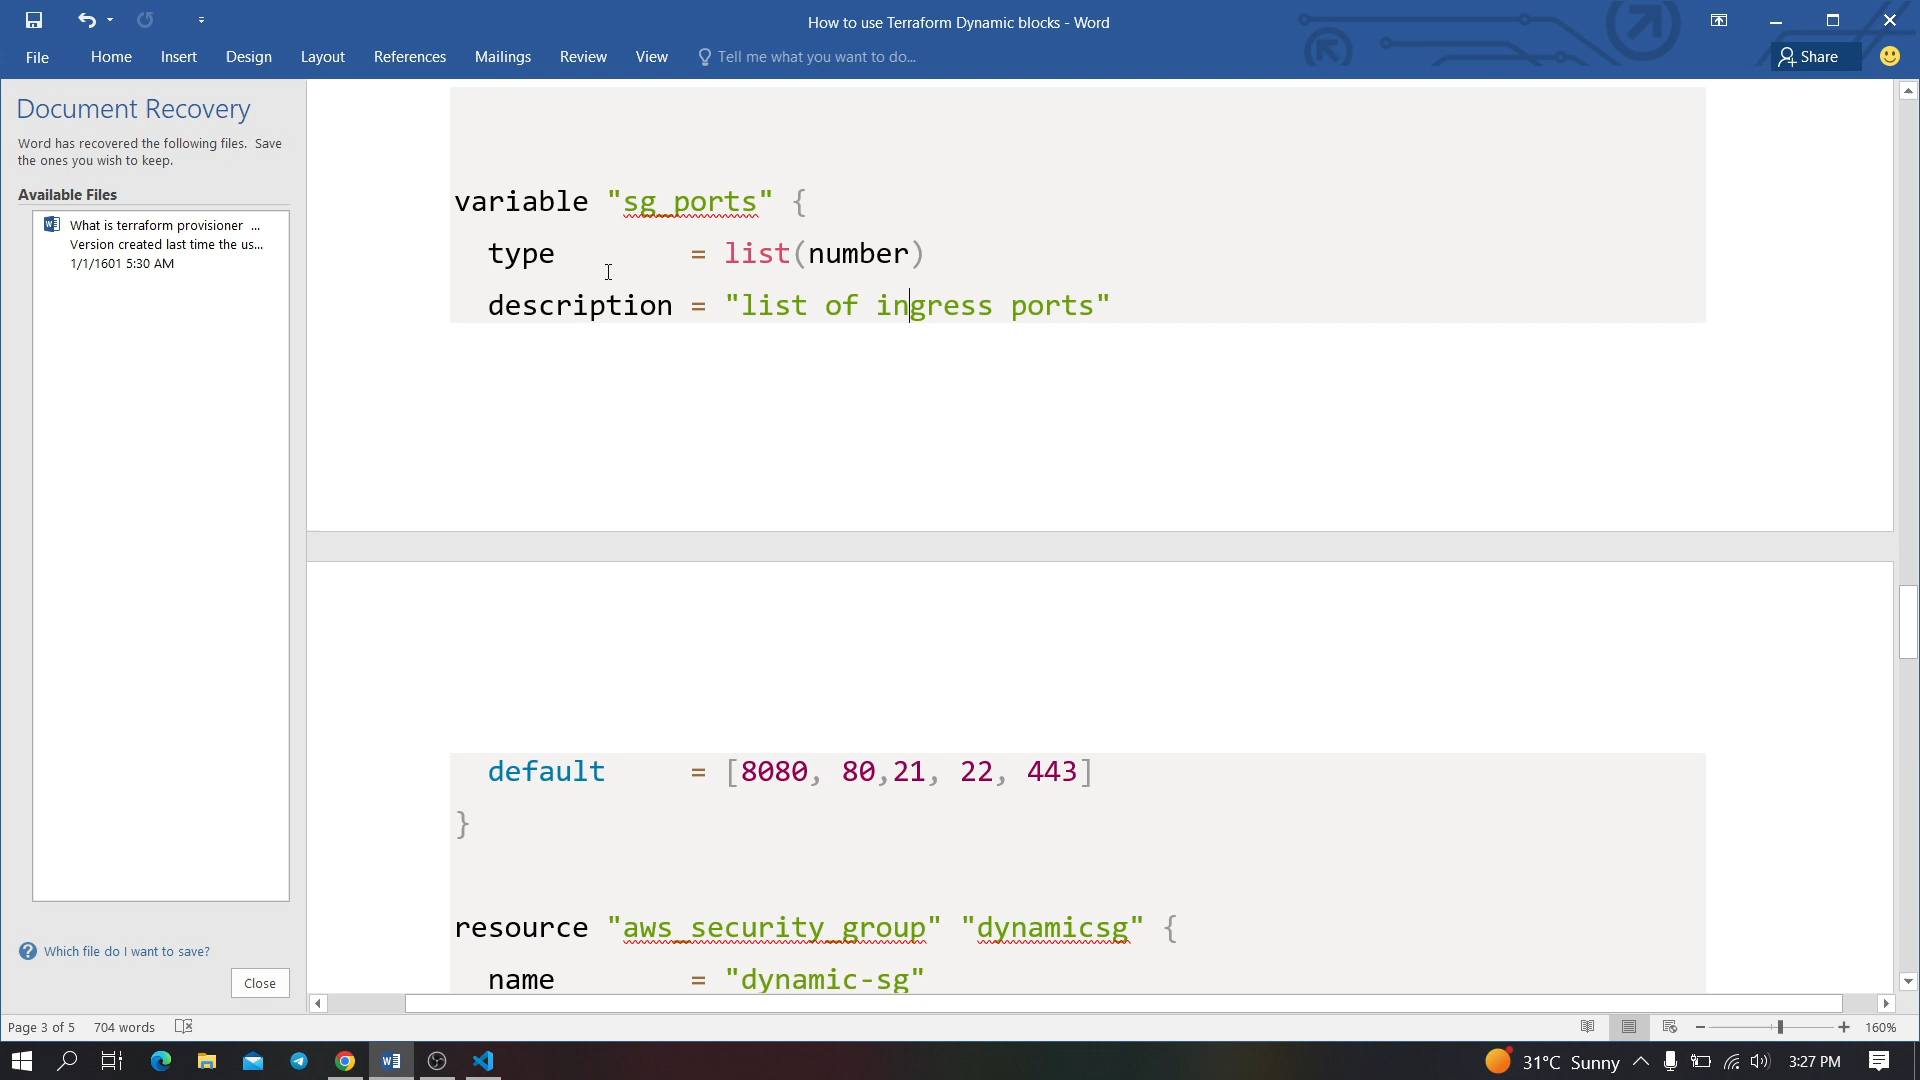 How to use Terraform Dynamic blocks - Word
File
Home
Insert
Design
Layout
References
Mailings
Review
View
Tell me what you want to do...
Share
Document Recovery
Word has recovered the following files. Save
the ones you wish to keep.
Available Files
What is terraform provisioner ...
Version created last time the us...
1/1/1601 5:30 AM
Which file do I want to save?
Close
variable "sg_ports" {
type = list(number)
description = "list of ingress ports"
default = [8080, 80,21, 22, 443]
}
resource "aws_security_group" "dynamicsg" {
name = "dynamic-sg"
Page 3 of 5
704 words
160%
31°C Sunny
3:27 PM